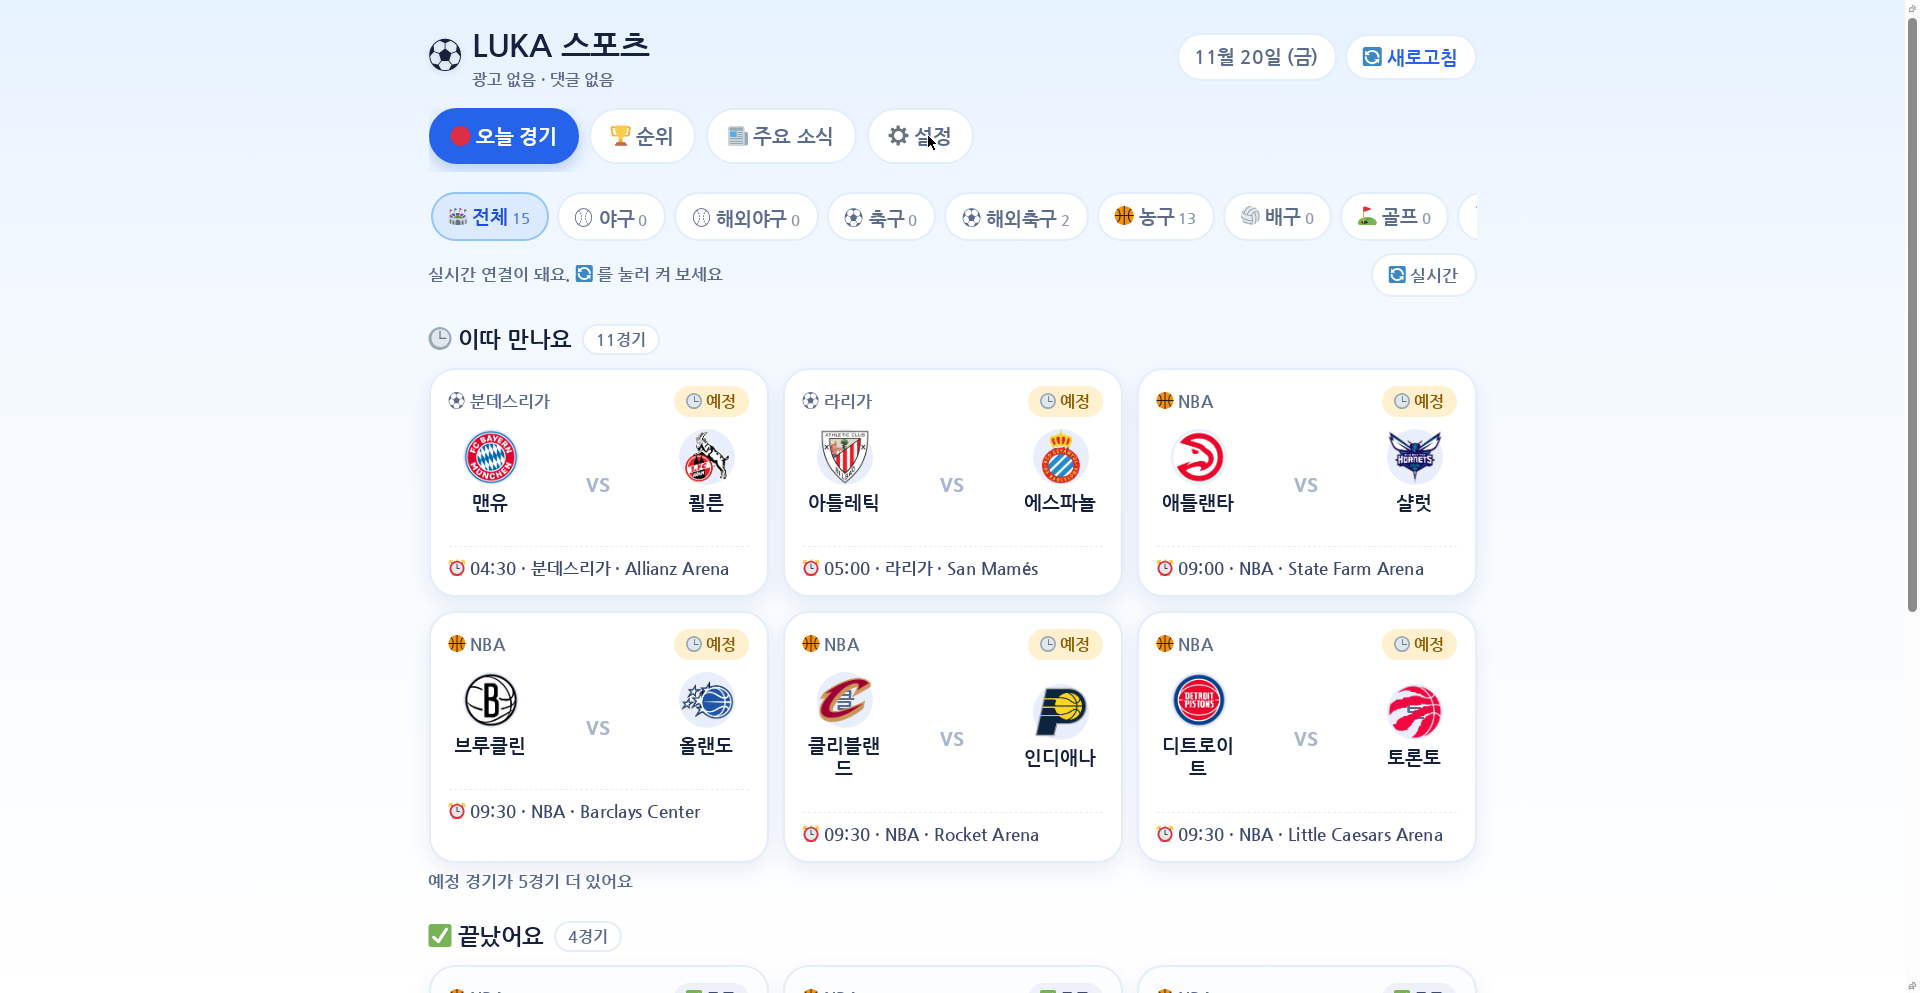 LUKA 스포츠
광고 없음 · 댓글 없음
11월 20일 (금)
새로고침
오늘 경기
순위
주요 소식
설정
전체 15
야구 0
해외야구 0
축구 0
해외축구 2
농구 13
배구 0
골프 0
실시간 연결이 돼요. 🔄 를 눌러 켜 보세요
실시간
이따 만나요
11경기
분데스리가
예정
FC BAYERN MÜNCHEN
맨유
VS
쾰른
04:30 · 분데스리가 · Allianz Arena
라리가
예정
ATHLETIC CLUB
아틀레틱
VS
에스파뇰
05:00 · 라리가 · San Mamés
NBA
예정
HORNETS
애틀랜타
VS
샬럿
09:00 · NBA · State Farm Arena
NBA
예정
B
브루클린
VS
올랜도
09:30 · NBA · Barclays Center
NBA
예정
클리블랜
드
VS
인디애나
09:30 · NBA · Rocket Arena
NBA
예정
DETROIT
PISTONS
디트로이
트
VS
토론토
09:30 · NBA · Little Caesars Arena
예정 경기가 5경기 더 있어요
끝났어요
4경기